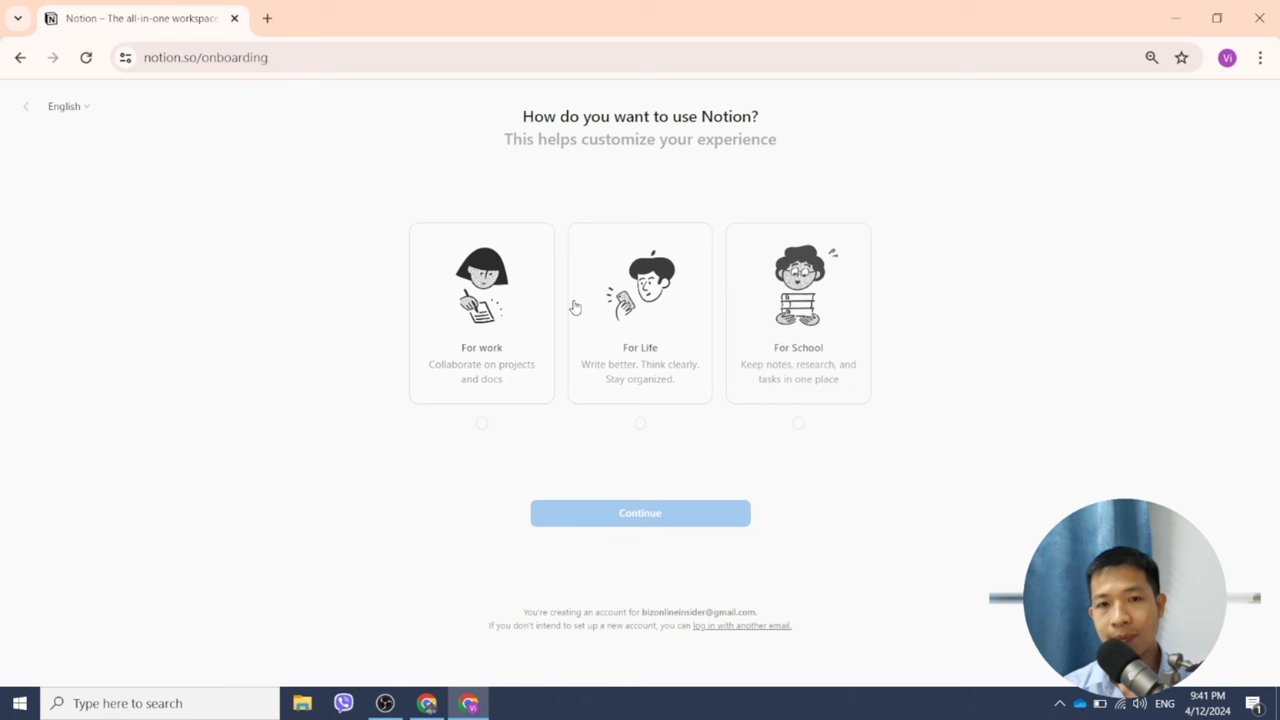 Notion – The all-in-one workspace
notion.so/onboarding
Vi
English
How do you want to use Notion?
This helps customize your experience
For work
Collaborate on projects
and docs
For Life
Write better. Think clearly.
Stay organized.
For School
Keep notes, research, and
tasks in one place
Continue
You're creating an account for bizonlineinsider@gmail.com.
If you don't intend to set up a new account, you can log in with another email.
Type here to search
ENG
9:41 PM
4/12/2024
1